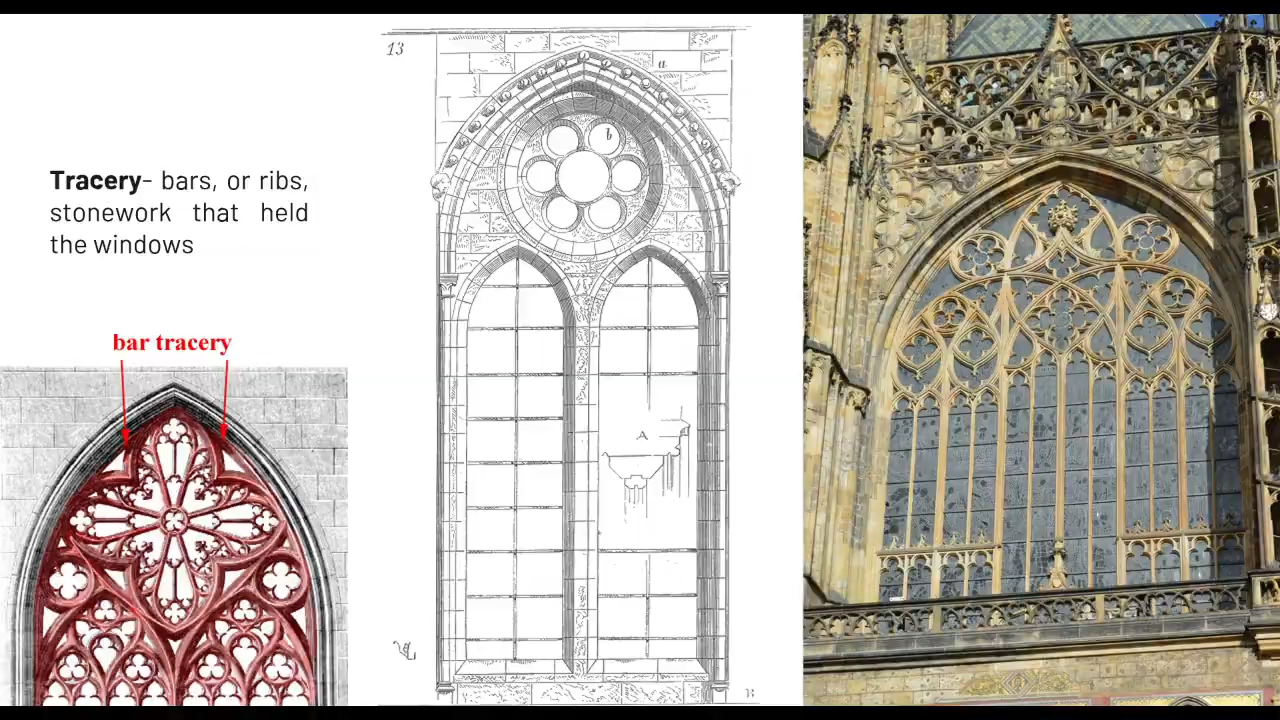 Tracery- bars, or ribs,
stonework that held
the windows
bar tracery
13
a
b
A
B